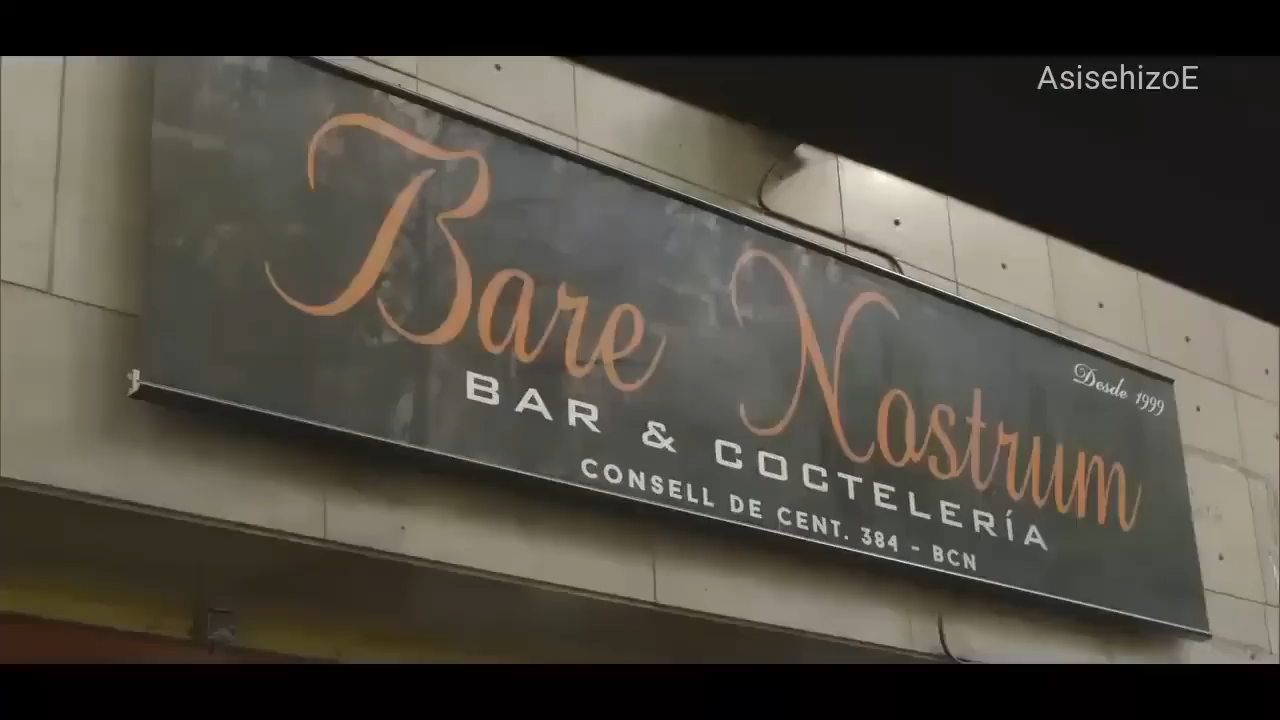 AsisehizoE
Bare Nostrum
Desde 1999
BAR & COCTELERÍA
CONSELL DE CENT. 384 - BCN